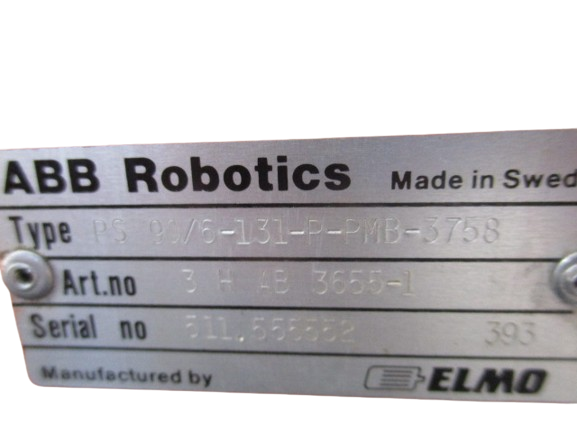 ABB Robotics Made in Swed
Type PS 90/6-131-P-PMB-3758
Art.no 3 H AB 3655-1
Serial no 393
Manufactured by ELMO